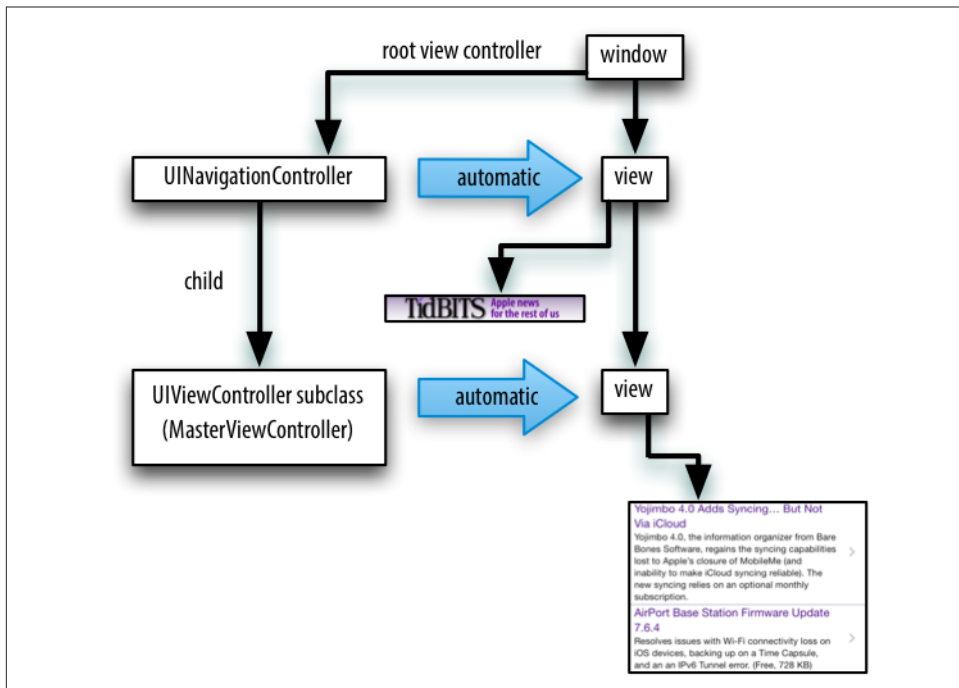 root view controller
window
UINavigationController
automatic
view
child
TidBITS Apple news
for the rest of us
UIViewController subclass
(MasterViewController)
automatic
view
Yojimbo 4.0 Adds Syncing... But Not
Via iCloud
Yojimbo 4.0, the information organizer from Bare
Bones Software, regains the syncing capabilities
lost to Apple's closure of MobileMe (and
inability to make iCloud syncing reliable). The
new syncing relies on an optional monthly
subscription.
AirPort Base Station Firmware Update
7.6.4
Resolves issues with Wi-Fi connectivity loss on
iOS devices, backing up on a Time Capsule,
and an an IPv6 Tunnel error. (Free, 728 KB)